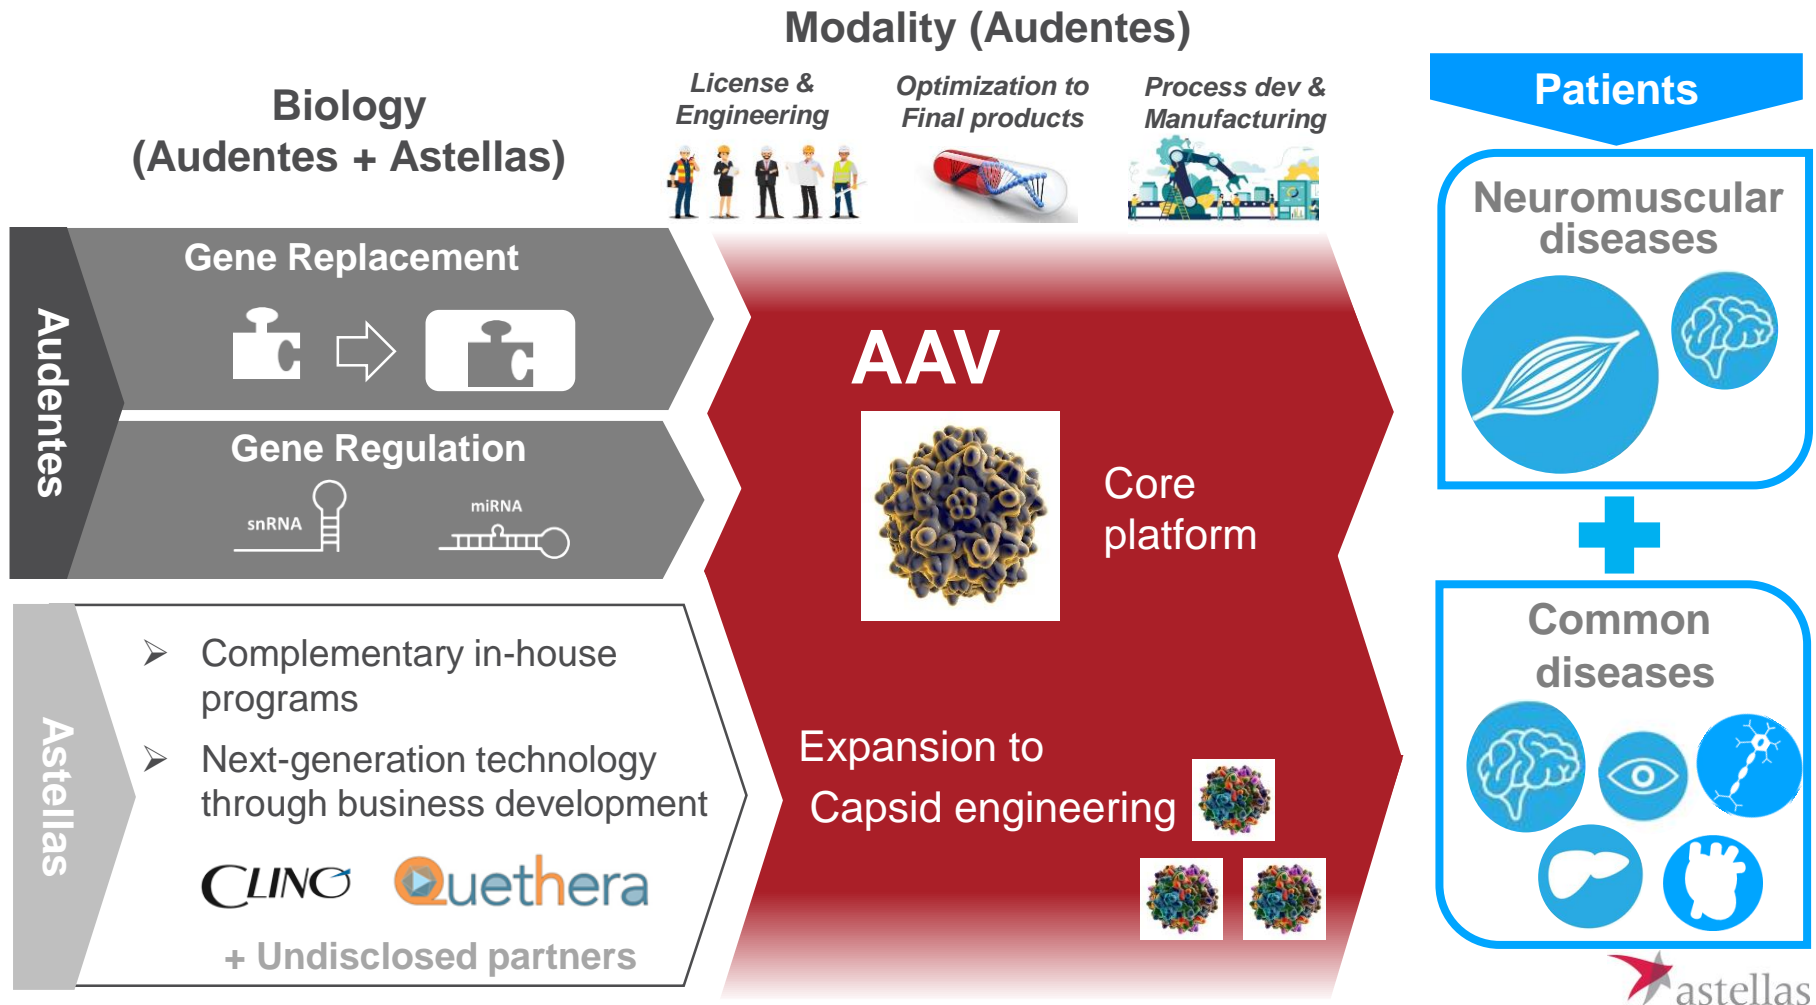 Modality (Audentes)
Biology
(Audentes + Astellas)
License &
Engineering
Optimization to
Final products
Process dev &
Manufacturing
Patients
Audentes
Gene Replacement
Gene Regulation
snRNA
miRNA
Astellas
➢ Complementary in-house
programs
➢ Next-generation technology
through business development
CLINO
Quethera
+ Undisclosed partners
AAV
Core
platform
Expansion to
Capsid engineering
Neuromuscular
diseases
Common
diseases
astellas